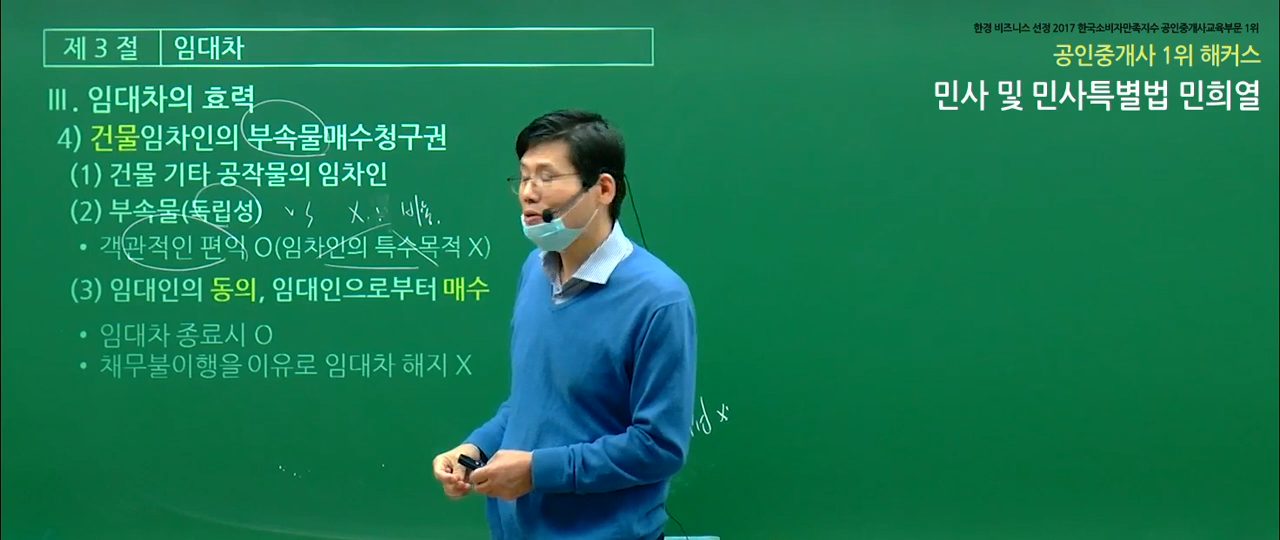 한경 비즈니스 선정 2017 한국소비자만족지수 공인중개사교육부문 1위
공인중개사 1위 해커스
민사 및 민사특별법 민희열
제 3 절 임대차
Ⅲ. 임대차의 효력
4) 건물임차인의 부속물매수청구권
(1) 건물 기타 공작물의 임차인
(2) 부속물(독립성) vs X : 비용.
• 객관적인 편익 O(임차인의 특수목적 X)
(3) 임대인의 동의, 임대인으로부터 매수
• 임대차 종료시 O
• 채무불이행을 이유로 임대차 해지 X